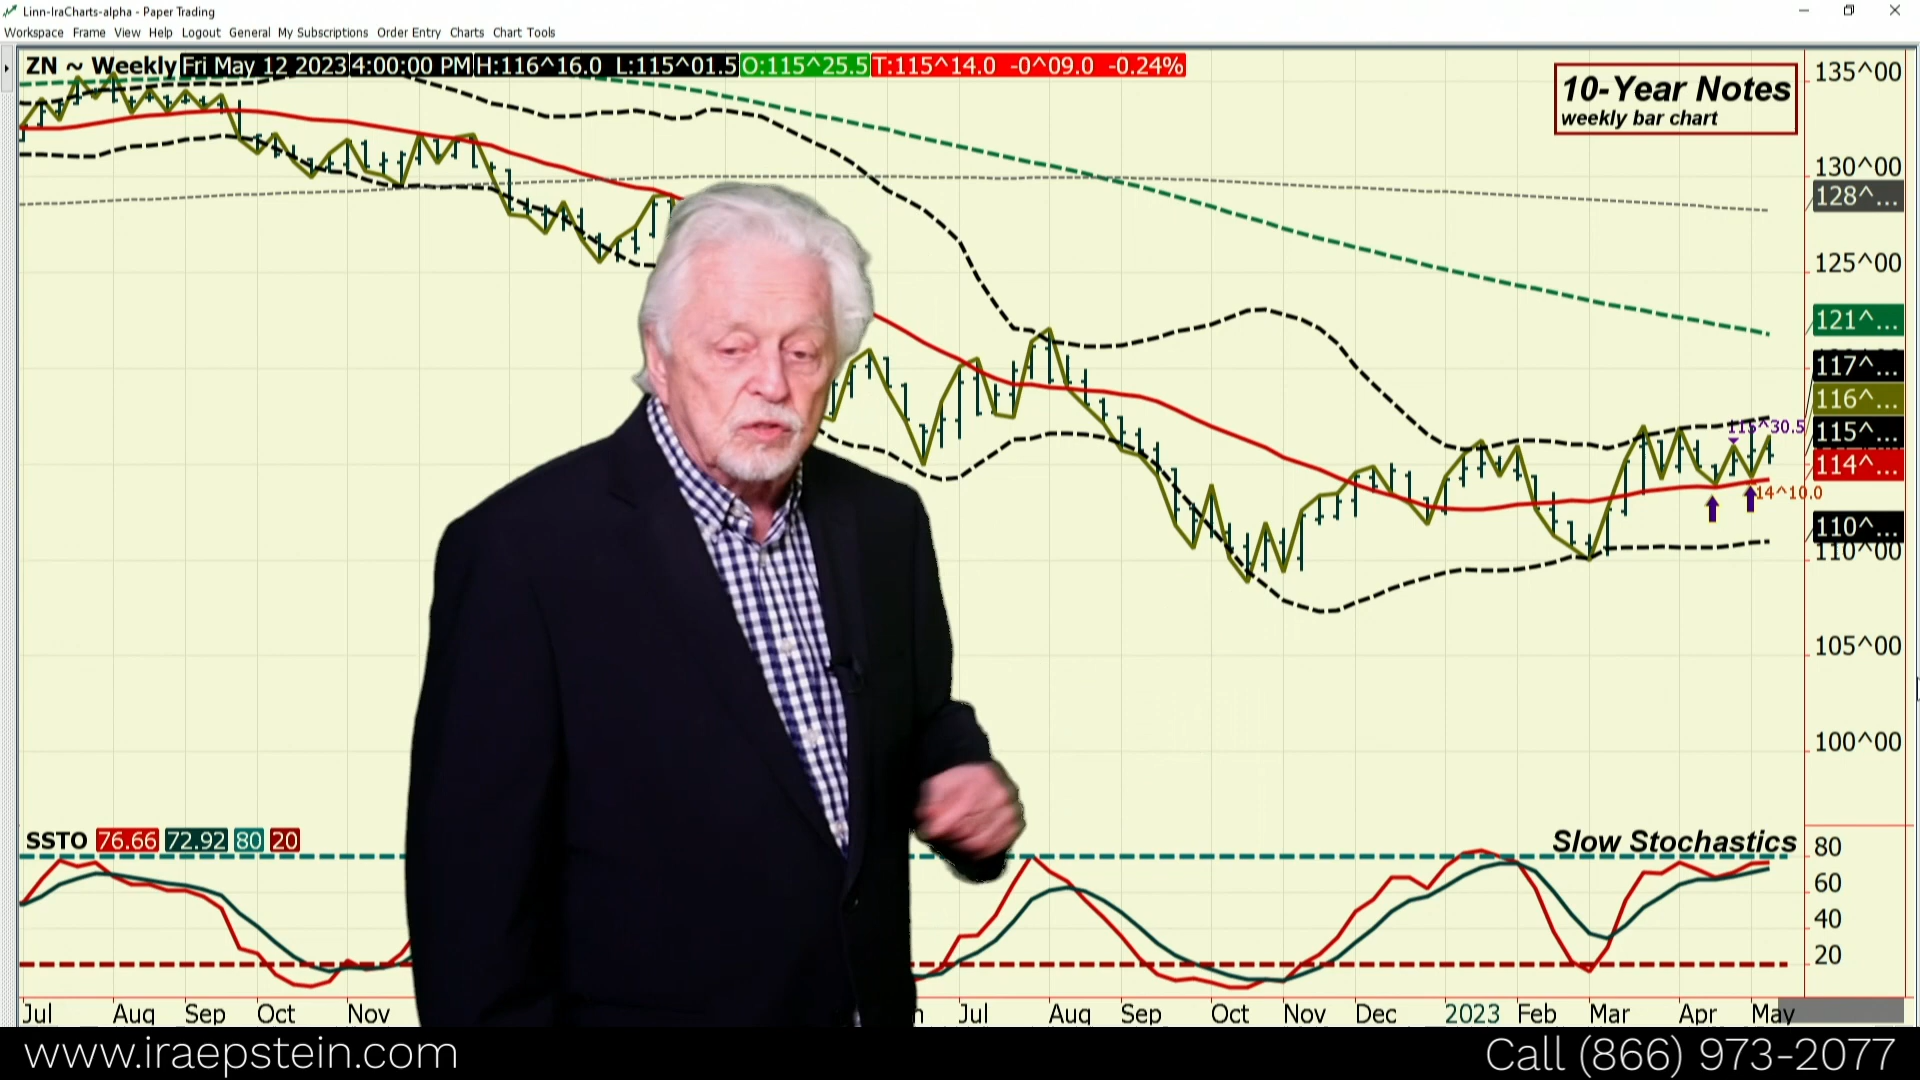 Linn-IraCharts-alpha - Paper Trading
Workspace Frame View Help Logout General My Subscriptions Order Entry Charts Chart Tools
ZN ~ Weekly Fri May 12 2023 4:00:00 PM H:116^16.0 L:115^01.5 O:115^25.5 T:115^14.0 -0^09.0 -0.24%
10-Year Notes
weekly bar chart
135^00
130^00
128^...
125^00
121^...
117^...
116^...
115^30.5
115^...
114^...
14^10.0
110^...
110^00
105^00
100^00
SSTO 76.66 72.92 80 20
Slow Stochastics
80
60
40
20
Jul Aug Sep Oct Nov Jul Aug Sep Oct Nov Dec 2023 Feb Mar Apr May
www.iraepstein.com
Call (866) 973-2077